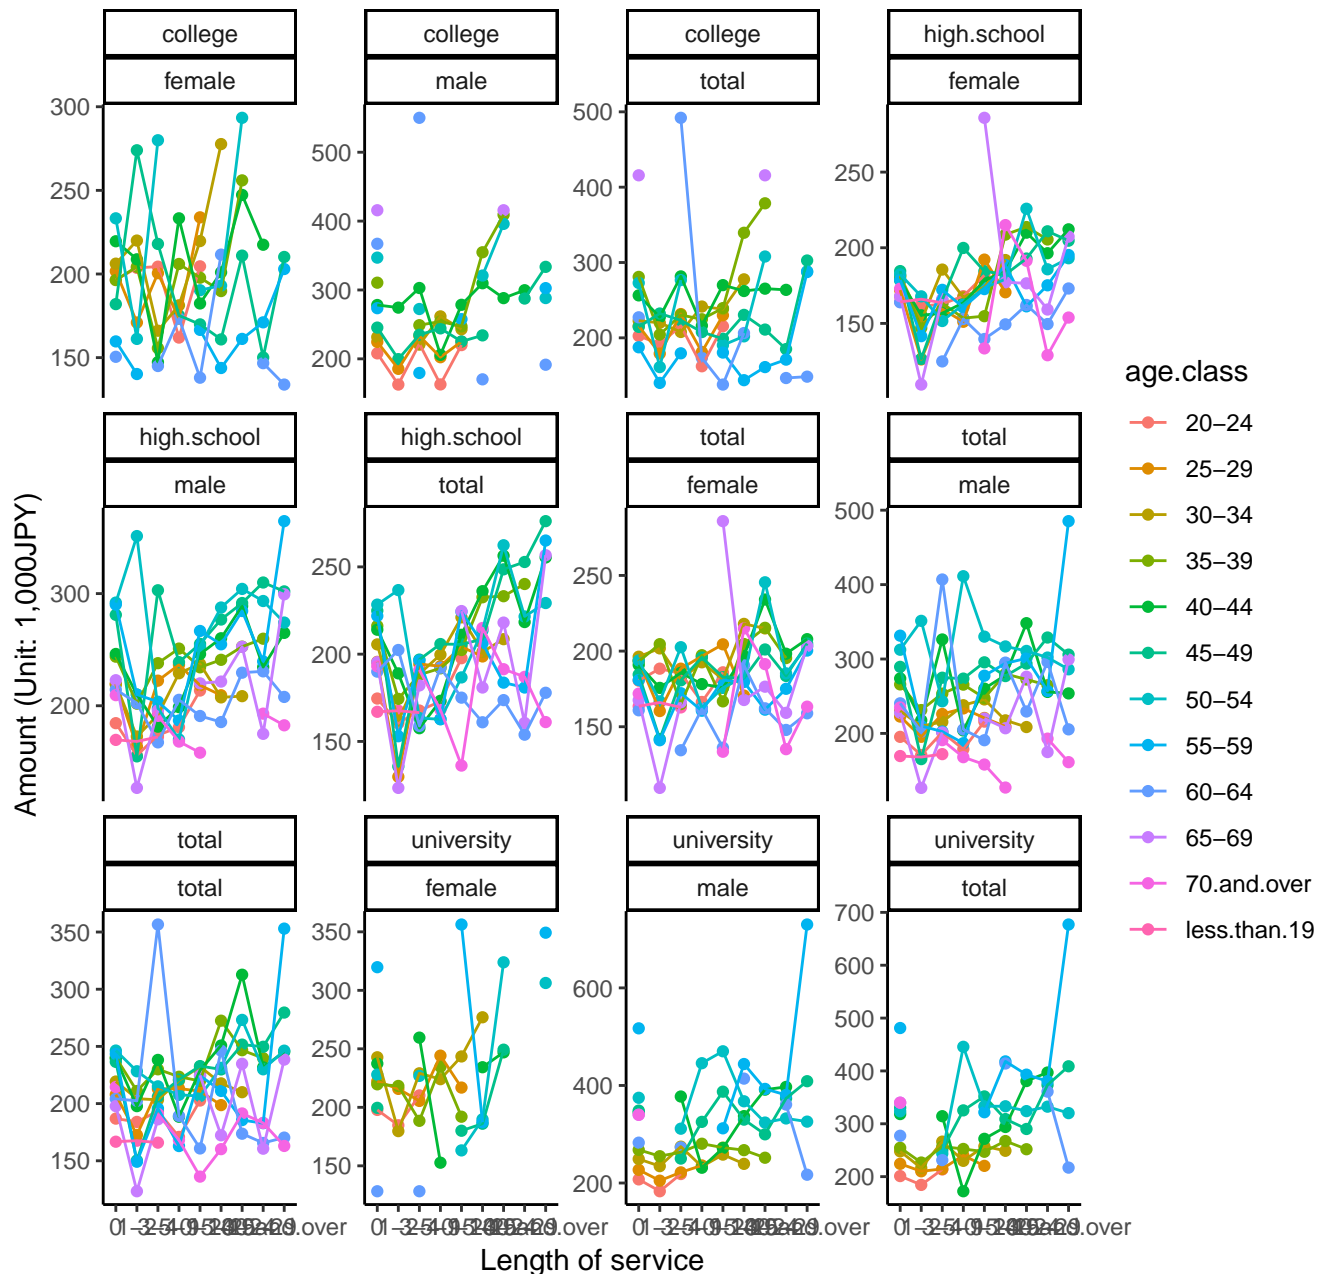 college
female
college
male
college
total
high.school
female
300
250
200
150
500
400
300
200
500
400
300
200
250
200
150
high.school
male
high.school
total
total
female
total
male
300
200
250
200
150
250
200
150
500
400
300
200
total
total
university
female
university
male
university
total
350
300
250
200
150
350
300
250
200
150
600
400
200
700
600
500
400
300
200
Amount (Unit: 1,000JPY)
Length of service
age.class
20−24
25−29
30−34
35−39
40−44
45−49
50−54
55−59
60−64
65−69
70.and.over
less.than.19